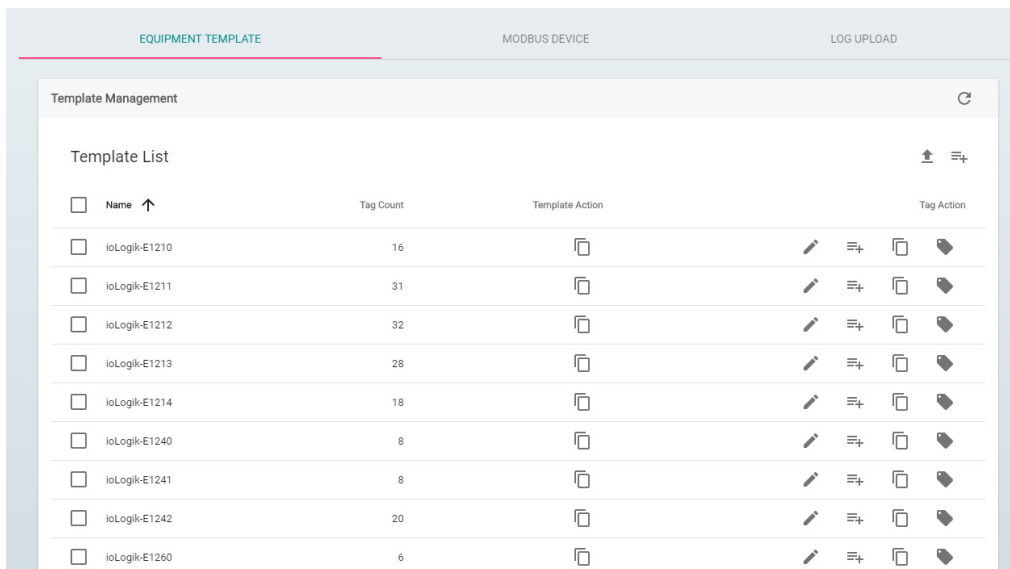 EQUIPMENT TEMPLATE MODBUS DEVICE LOG UPLOAD
Template Management
Template List
Name Tag Count Template Action Tag Action
ioLogik-E1210 16
ioLogik-E1211 31
ioLogik-E1212 32
ioLogik-E1213 28
ioLogik-E1214 18
ioLogik-E1240 8
ioLogik-E1241 8
ioLogik-E1242 20
ioLogik-E1260 6